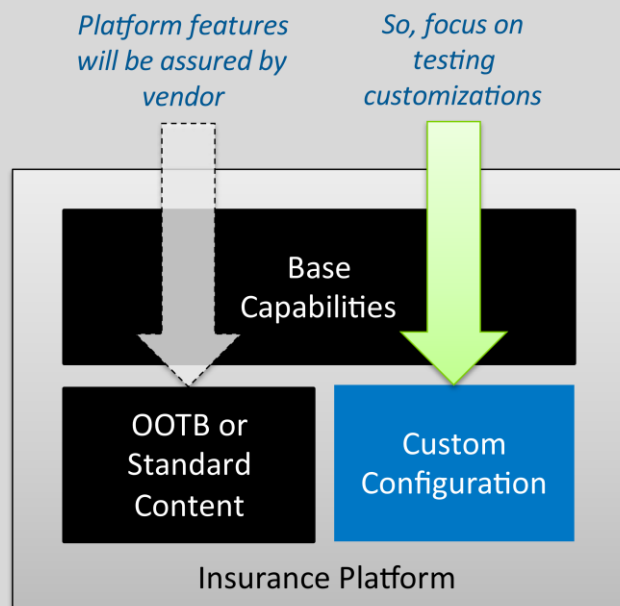 Platform features
will be assured by
vendor
So, focus on
testing
customizations
Base
Capabilities
OOTB or
Standard
Content
Custom
Configuration
Insurance Platform